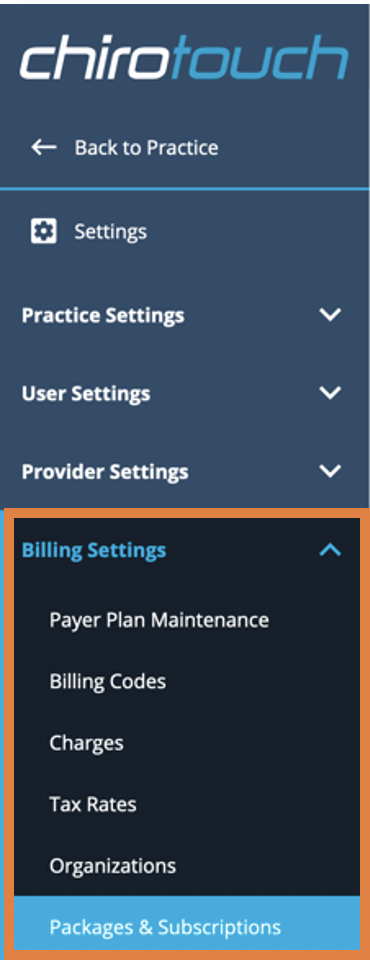 chirotouch
Back to Practice
Settings
Practice Settings
User Settings
Provider Settings
Billing Settings
Payer Plan Maintenance
Billing Codes
Charges
Tax Rates
Organizations
Packages & Subscriptions